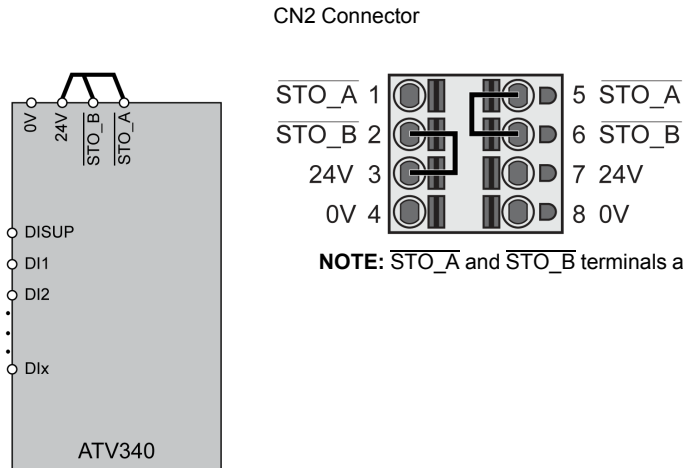 CN2 Connector
0V
24V
STO_B
STO_A
DISUP
DI1
DI2
DIx
ATV340
STO_A 1
5 STO_A
STO_B 2
6 STO_B
24V 3
7 24V
0V 4
8 0V
NOTE: STO_A and STO_B terminals a